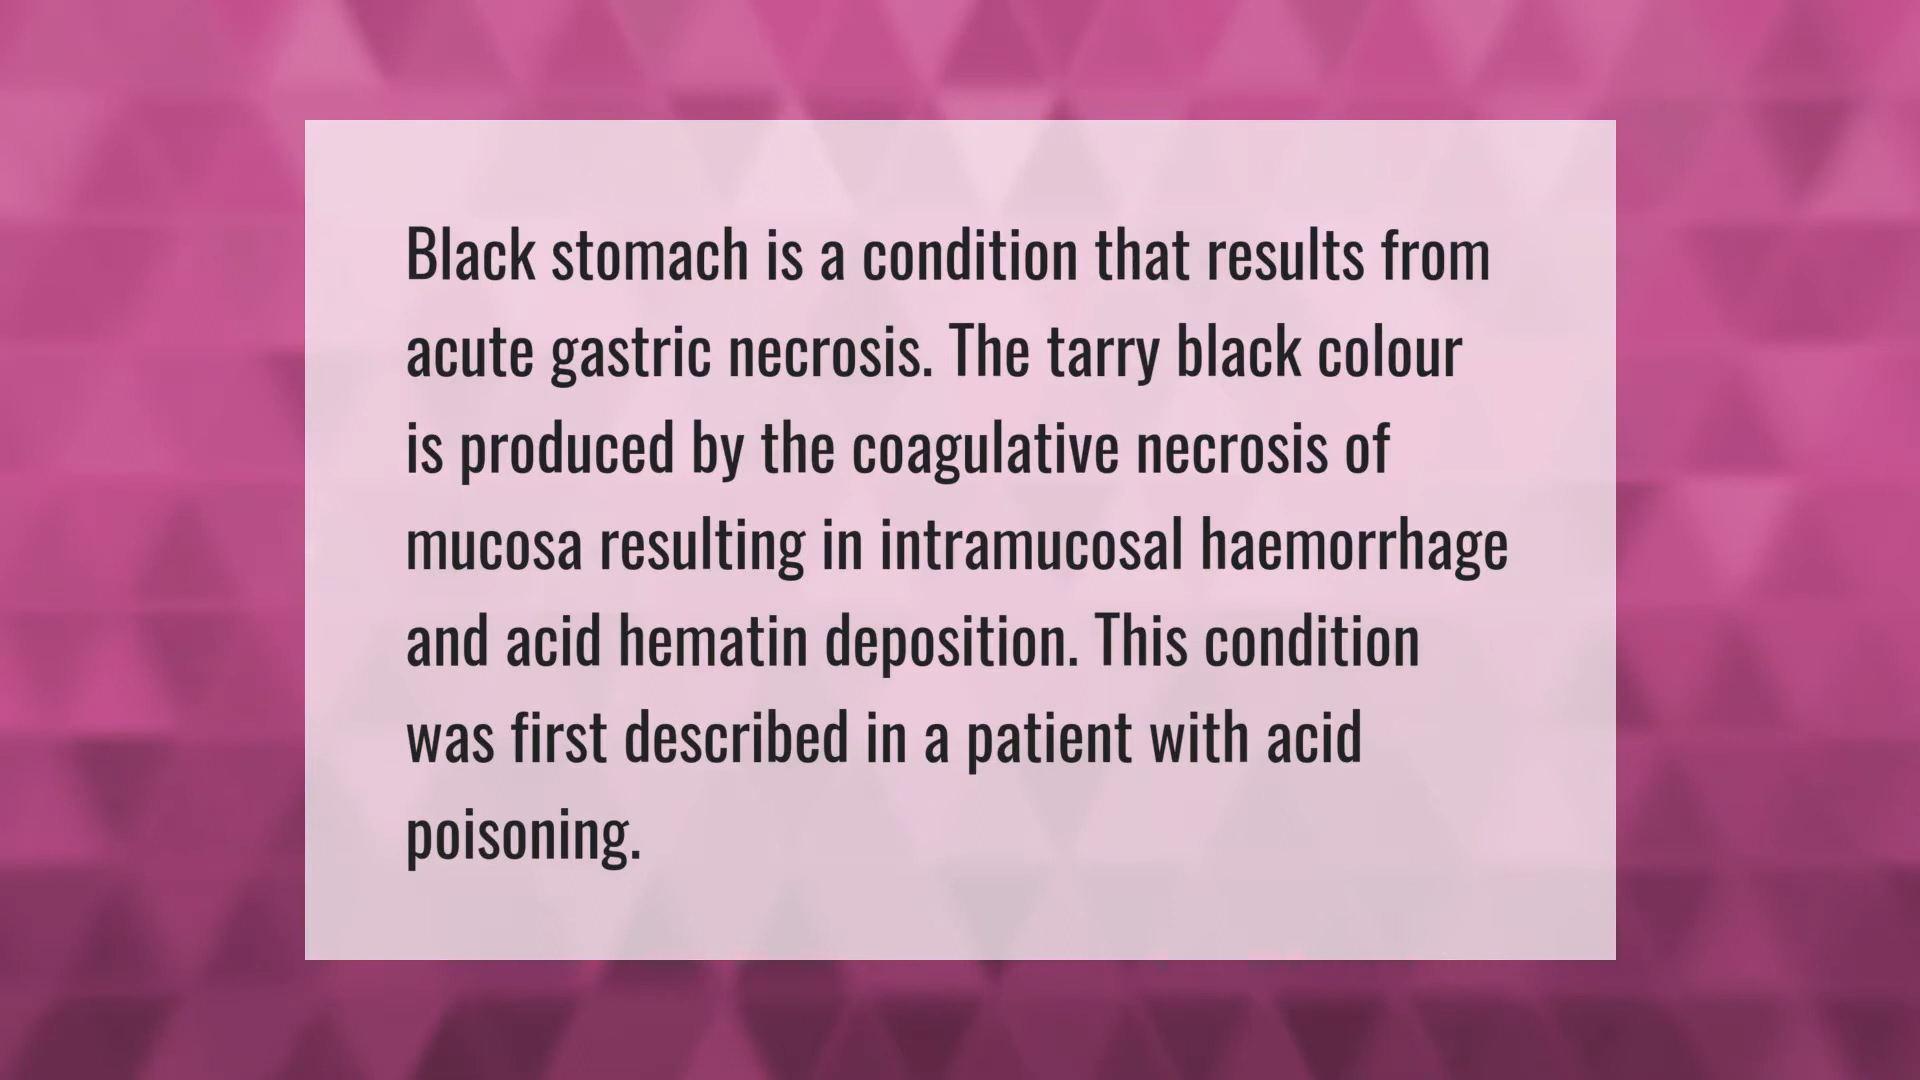 Black stomach is a condition that results from
acute gastric necrosis. The tarry black colour
is produced by the coagulative necrosis of
mucosa resulting in intramucosal haemorrhage
and acid hematin deposition. This condition
was first described in a patient with acid
poisoning.